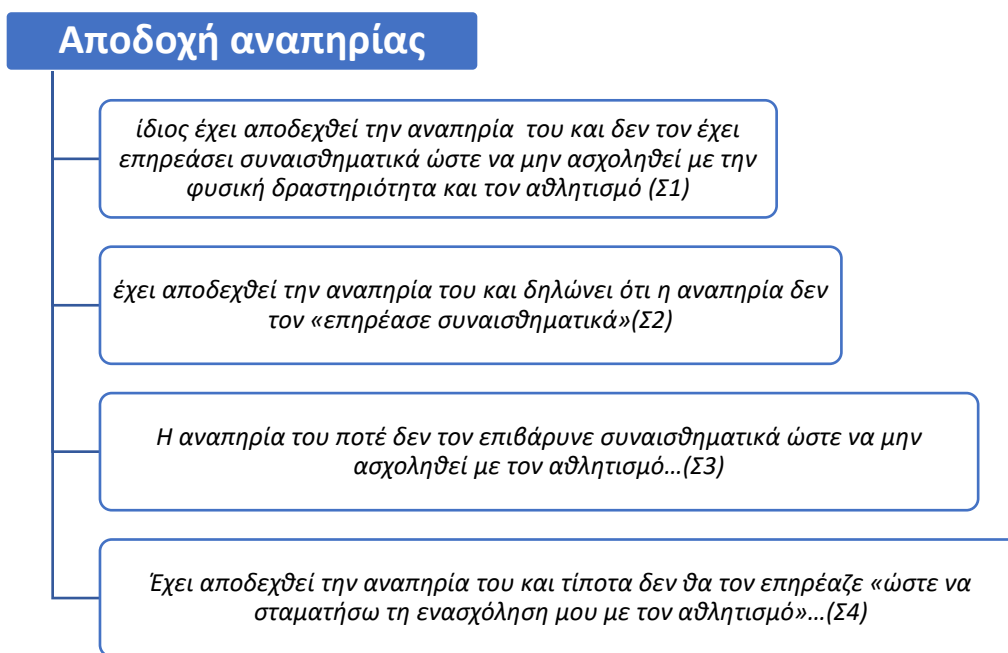 Αποδοχή αναπηρίας
ίδιος έχει αποδεχθεί την αναπηρία του και δεν τον έχει
επηρεάσει συναισθηματικά ώστε να μην ασχοληθεί με την
φυσική δραστηριότητα και τον αθλητισμό (Σ1)
έχει αποδεχθεί την αναπηρία του και δηλώνει ότι η αναπηρία δεν
τον «επηρέασε συναισθηματικά»(Σ2)
Η αναπηρία του ποτέ δεν τον επιβάρυνε συναισθηματικά ώστε να μην
ασχοληθεί με τον αθλητισμό...(Σ3)
Έχει αποδεχθεί την αναπηρία του και τίποτα δεν θα τον επηρέαζε «ώστε να
σταματήσω τη ενασχόληση μου με τον αθλητισμό»...(Σ4)